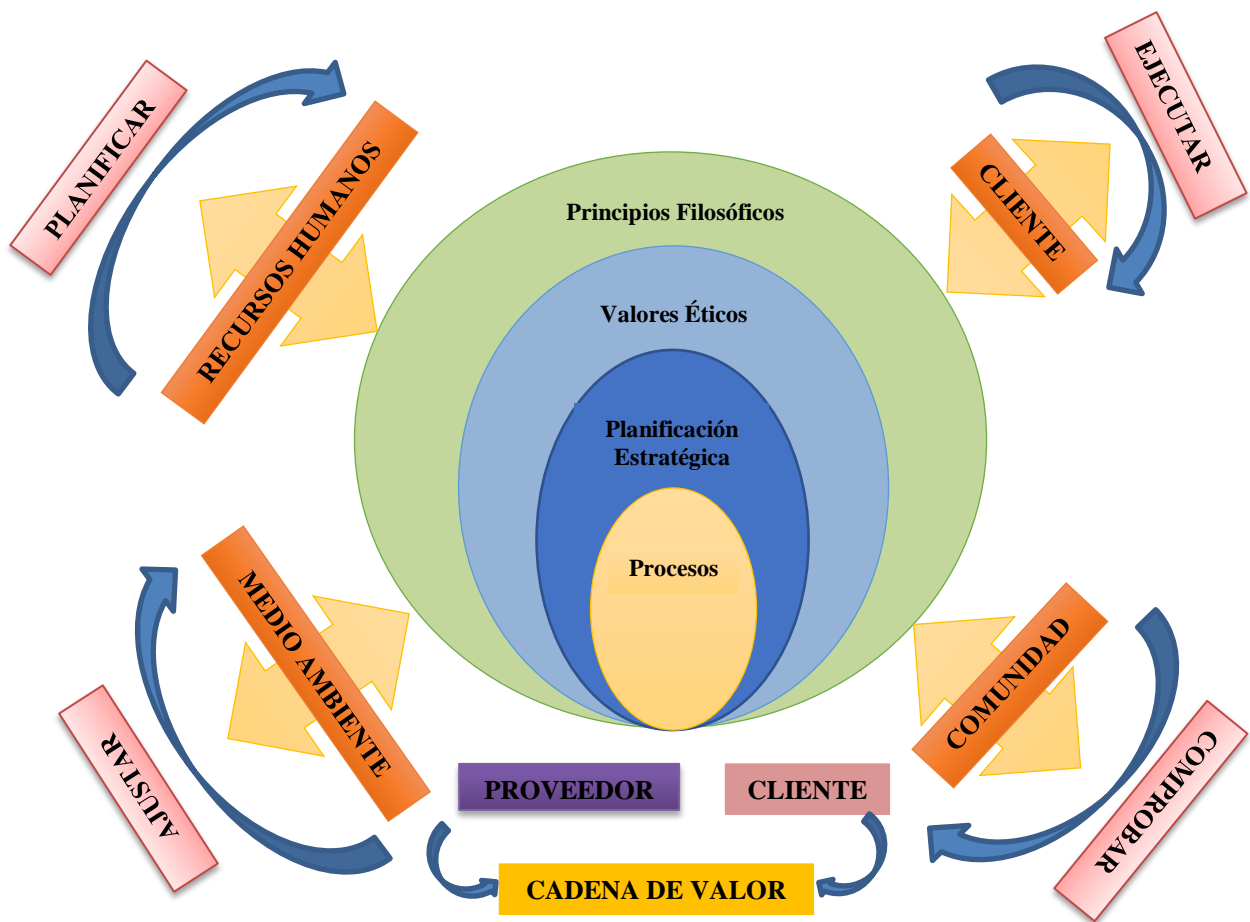 PLANIFICAR
RECURSOS HUMANOS
EJECUTAR
CLIENTE
Principios Filosóficos
Valores Éticos
Planificación
Estratégica
Procesos
MEDIO AMBIENTE
AJUSTAR
COMUNIDAD
COMPROBAR
PROVEEDOR
CLIENTE
CADENA DE VALOR